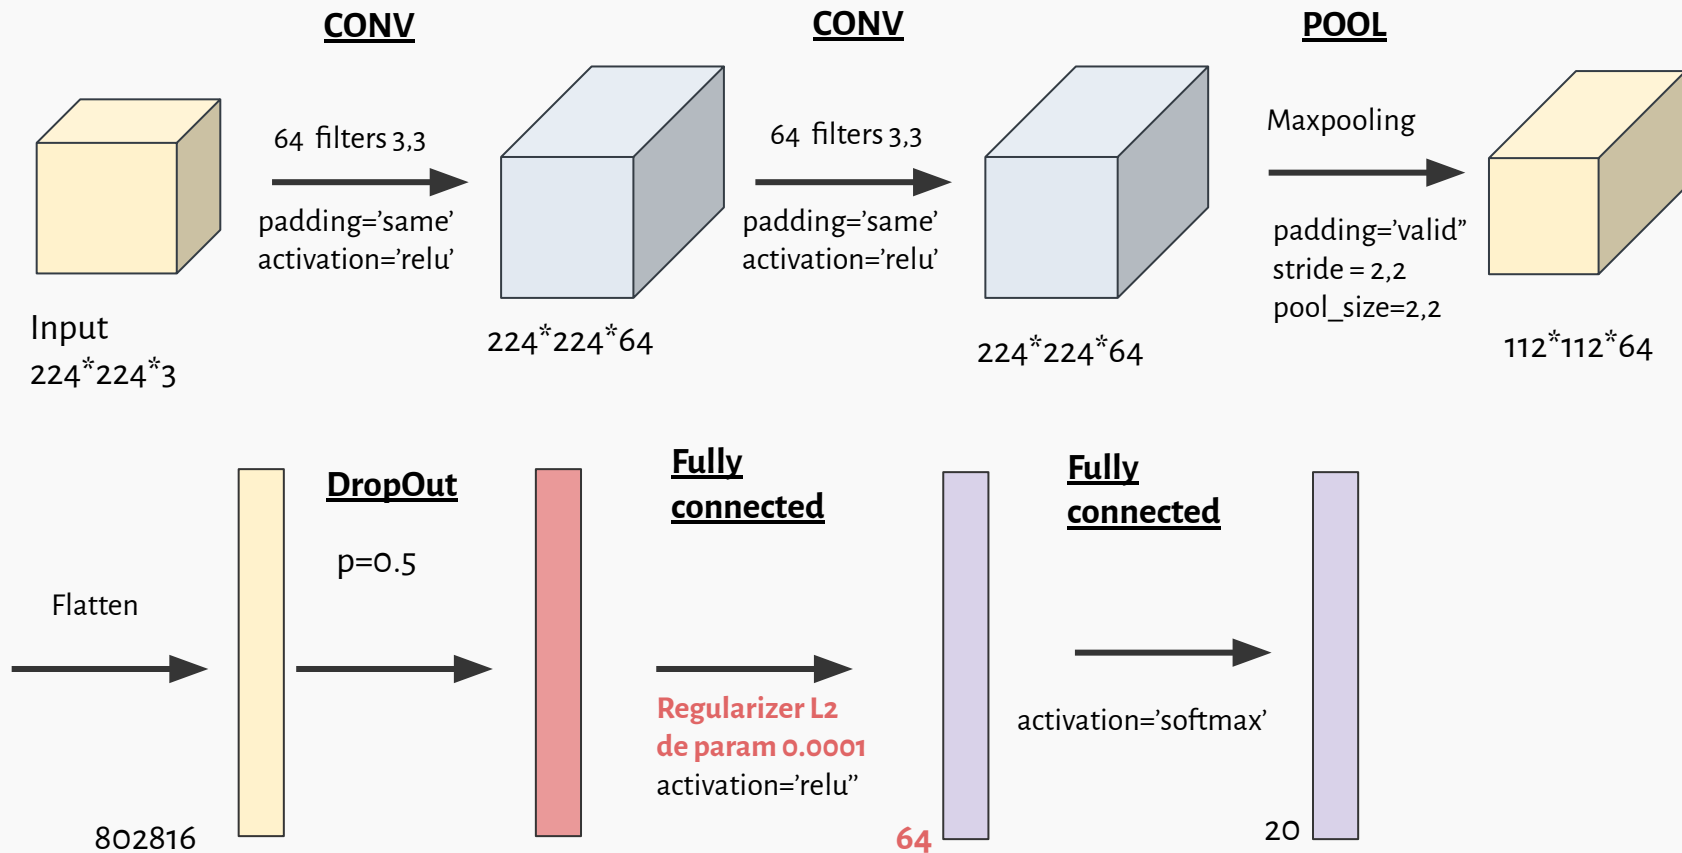 CONV
64 filters 3,3
padding='same'
activation='relu'
CONV
64 filters 3,3
padding='same'
activation='relu'
POOL
Maxpooling
padding='valid"
stride = 2,2
pool_size=2,2
Input
224*224*3
224*224*64
224*224*64
112*112*64
Flatten
802816
DropOut
p=0.5
Fully
connected
Regularizer L2
de param 0.0001
activation='relu"
64
Fully
connected
activation='softmax'
20